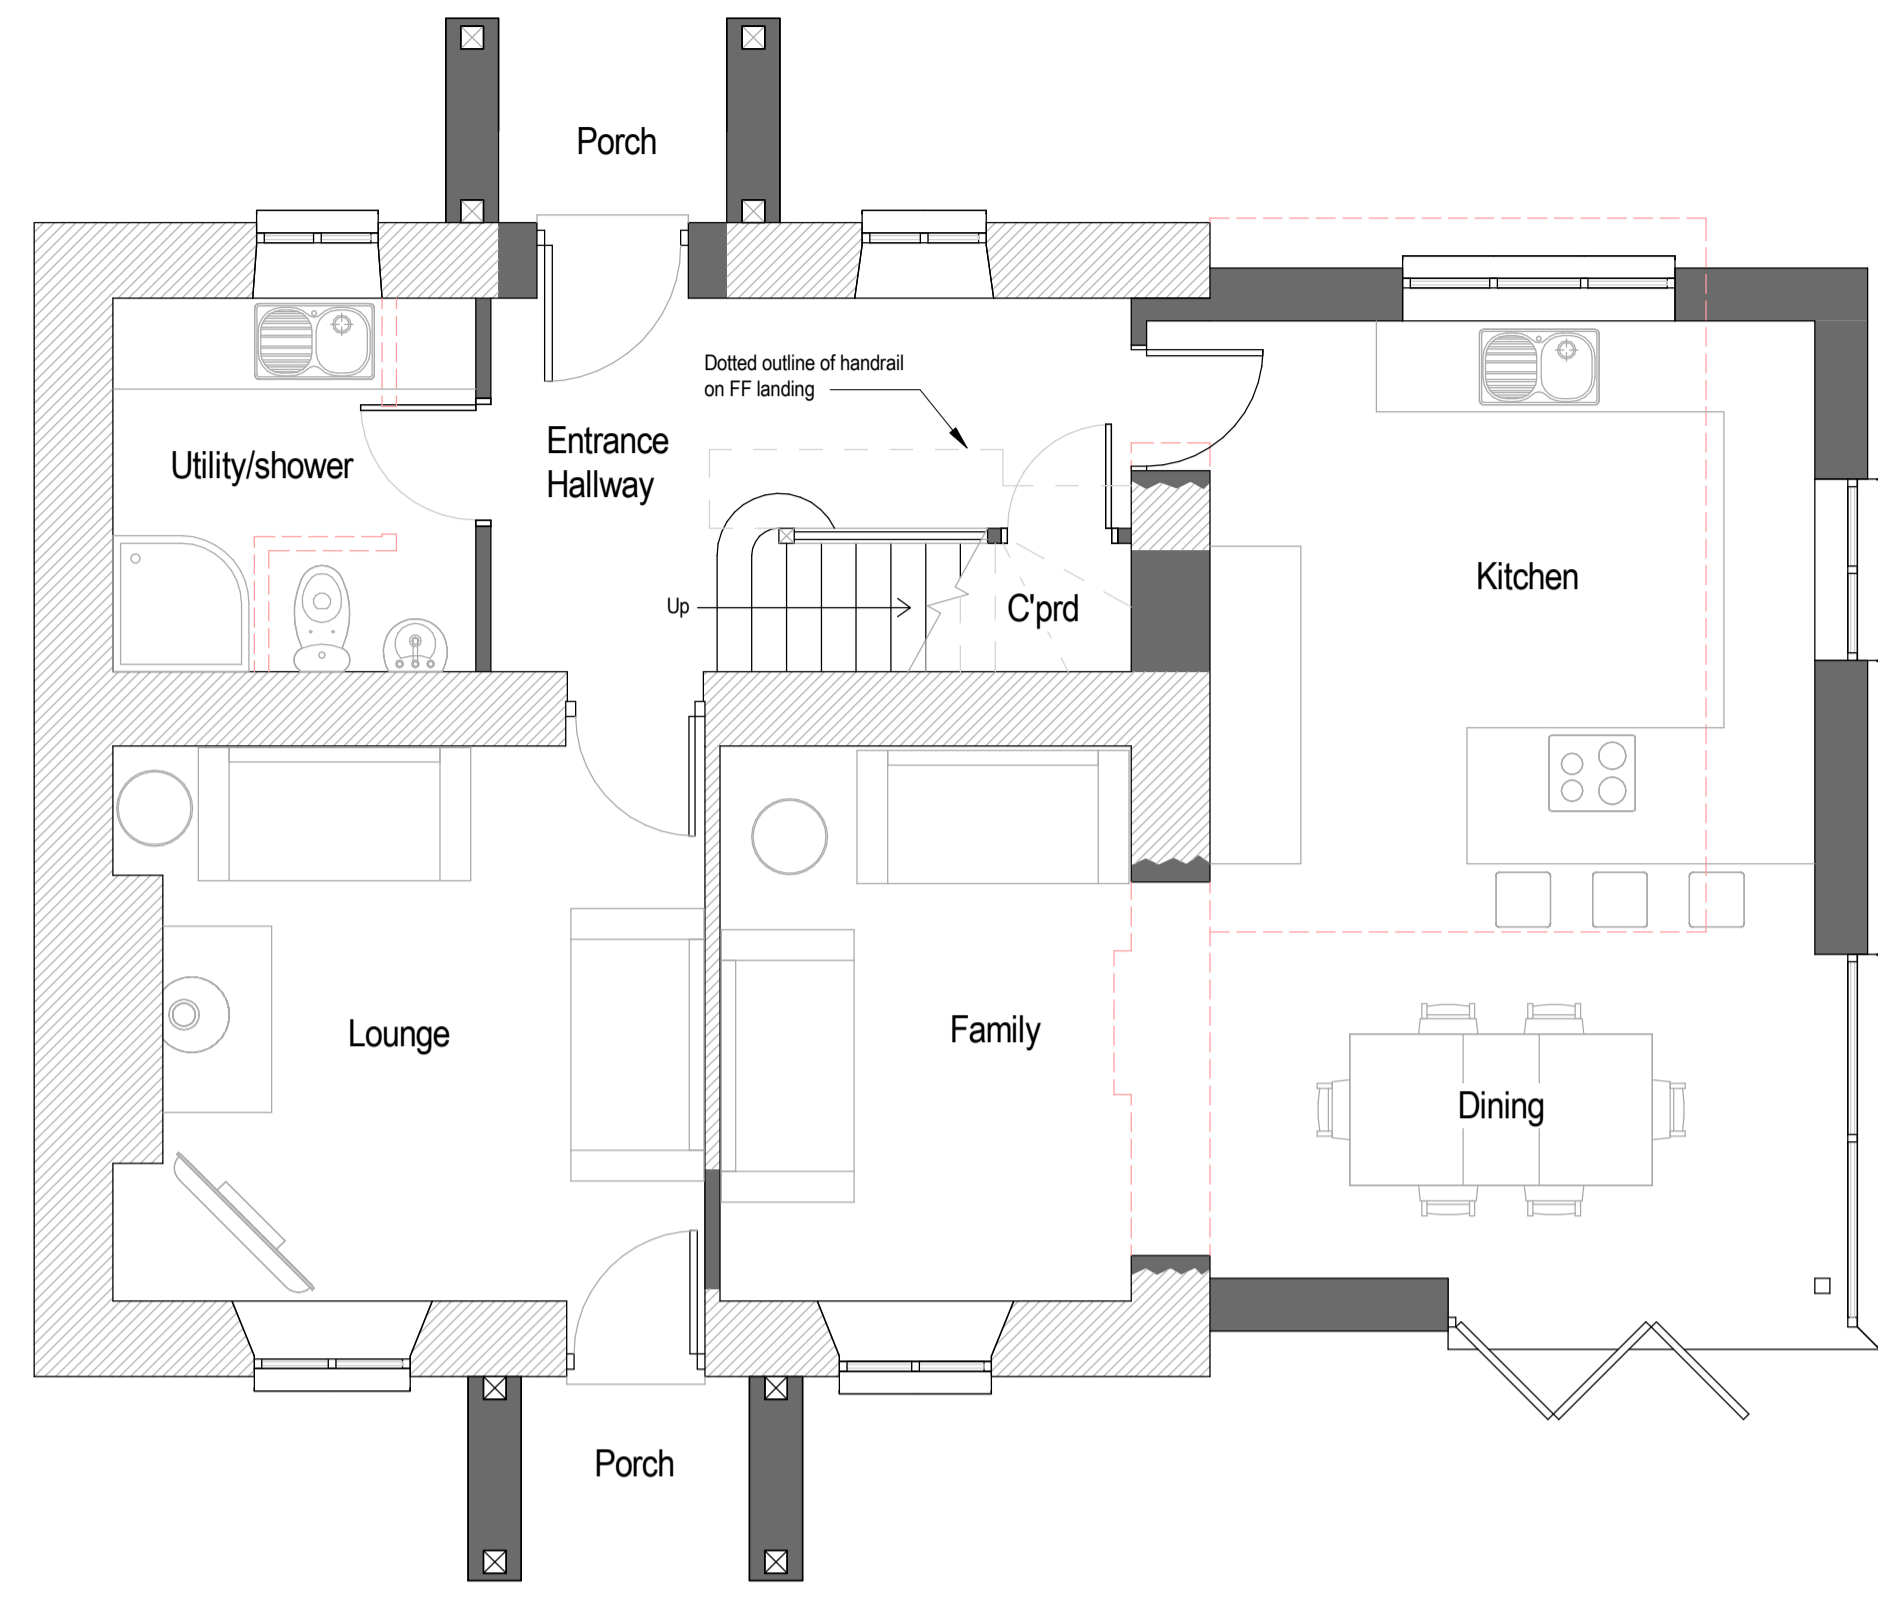 Porch
Dotted outline of handrail
on FF landing
Entrance
Hallway
Utility/shower
Kitchen
Up
C'prd
Lounge
Family
Dining
Porch